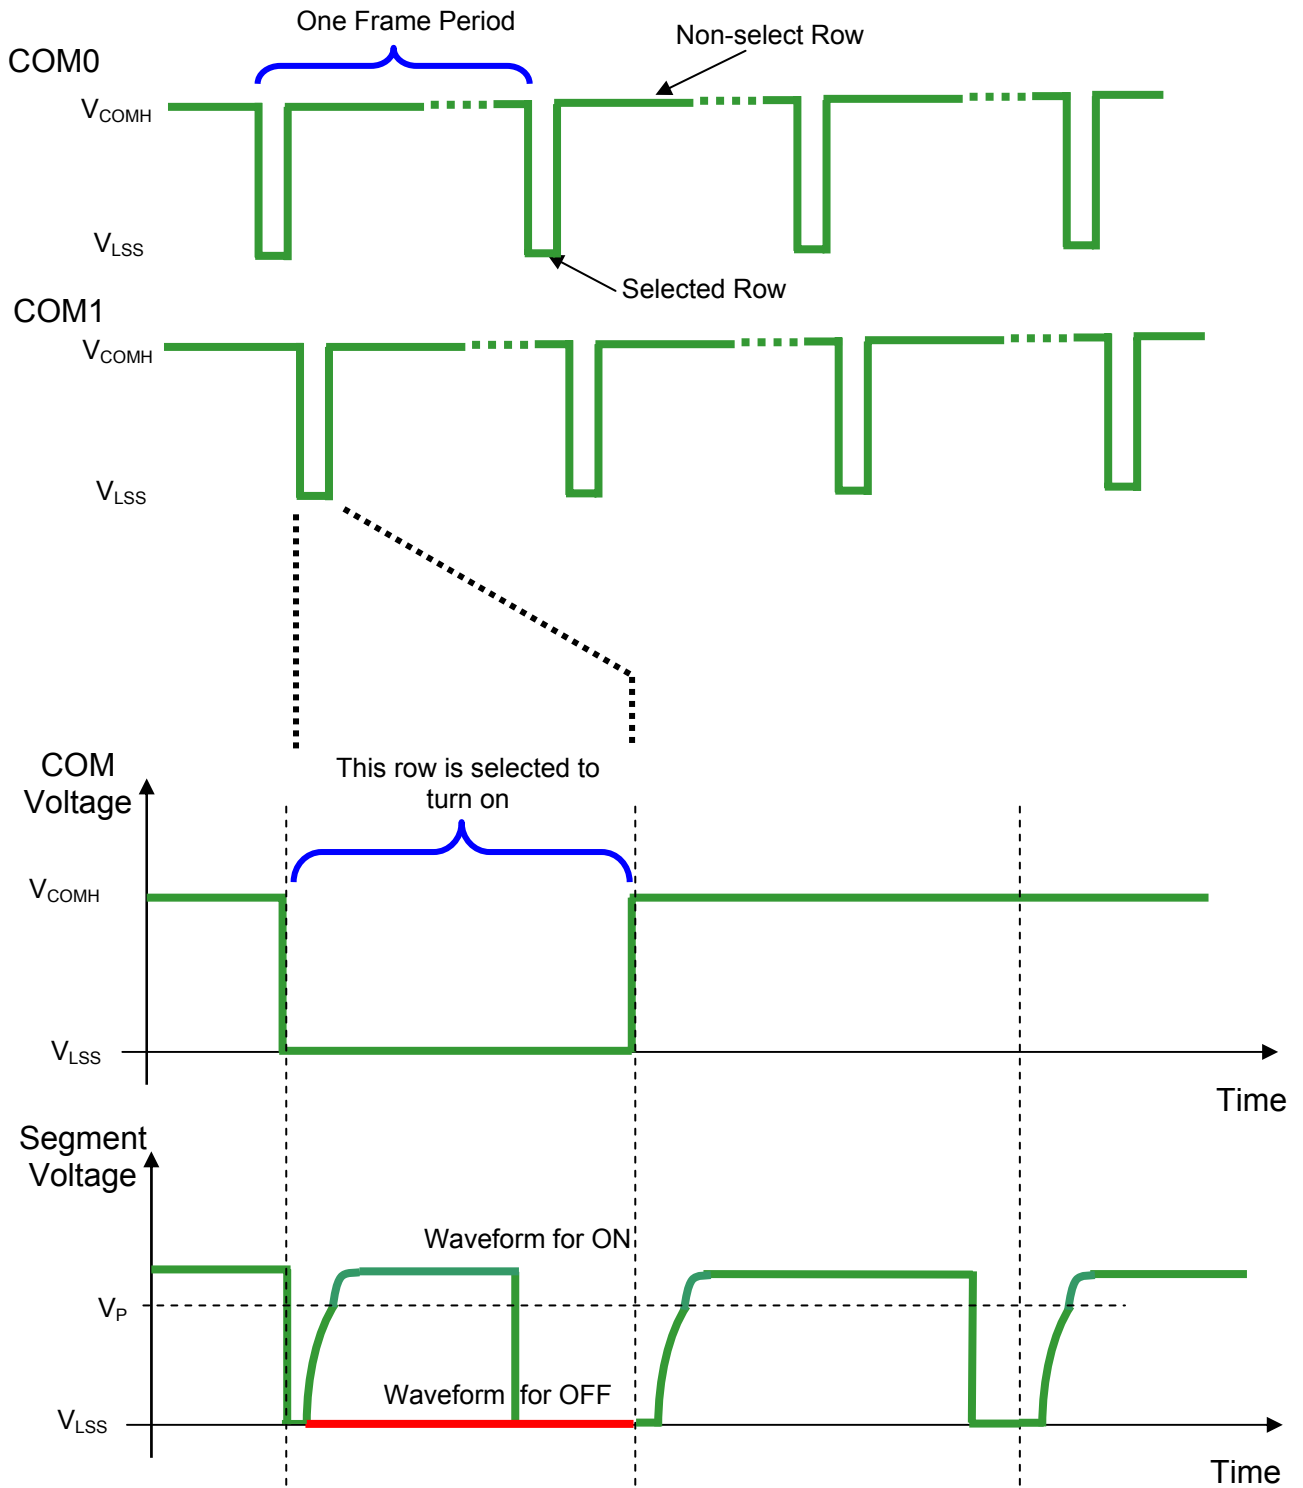 One Frame Period
Non-select Row
COM0
VCOMH
VLSS
Selected Row
COM1
VCOMH
VLSS
COM
Voltage
This row is selected to
turn on
VCOMH
VLSS
Time
Segment
Voltage
Waveform for ON
VP
Waveform for OFF
VLSS
Time